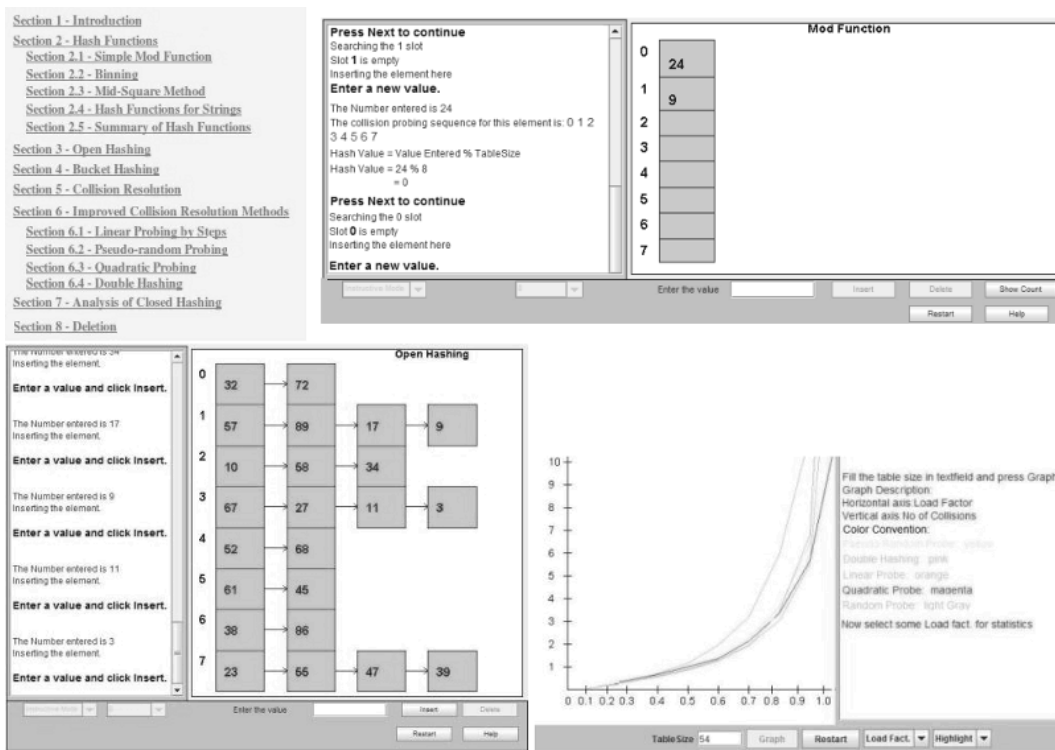 Section 1 - Introduction
Section 2 - Hash Functions
Section 2.1 - Simple Mod Function
Section 2.2 - Binning
Section 2.3 - Mid-Square Method
Section 2.4 - Hash Functions for Strings
Section 2.5 - Summary of Hash Functions
Section 3 - Open Hashing
Section 4 - Bucket Hashing
Section 5 - Collision Resolution
Section 6 - Improved Collision Resolution Methods
Section 6.1 - Linear Probing by Steps
Section 6.2 - Pseudo-random Probing
Section 6.3 - Quadratic Probing
Section 6.4 - Double Hashing
Section 7 - Analysis of Closed Hashing
Section 8 - Deletion
Press Next to continue
Searching the 1 slot
Slot 1 is empty
Inserting the element here
Enter a new value.
The Number entered is 24
The collision probing sequence for this element is: 0 1 2
3 4 5 6 7
Hash Value = Value Entered % TableSize
Hash Value = 24 % 8
= 0
Press Next to continue
Searching the 0 slot
Slot 0 is empty
Inserting the element here
Enter a new value.
Mod Function
0 24
1 9
2
3
4
5
6
7
Instructive Mode 8 Enter the value Insert Delete Show Count
Restart Help
The Number entered is 34
Inserting the element.
Enter a value and click Insert.
The Number entered is 17
Inserting the element.
Enter a value and click Insert.
The Number entered is 9
Inserting the element.
Enter a value and click Insert.
The Number entered is 11
Inserting the element.
Enter a value and click Insert.
The Number entered is 3
Inserting the element.
Enter a value and click Insert.
Open Hashing
0 32 72
1 57 89 17 9
2 10 58 34
3 67 27 11 3
4 52 68
5 61 45
6 38 86
7 23 55 47 39
Instructive Mode Enter the value Insert Delete
Restart Help
10
9
8
7
6
5
4
3
2
1
0 0.1 0.2 0.3 0.4 0.5 0.6 0.7 0.8 0.9 1.0
Fill the table size in textfield and press Graph
Graph Description:
Horizontal axis:Load Factor
Vertical axis:No of Collisions
Color Convention:
Pseudo Random Probe: yellow
Double Hashing: pink
Linear Probe: orange
Quadratic Probe: magenta
Random Probe: light Gray
Now select some Load fact. for statistics
TableSize 54 Graph Restart Load Fact. Highlight